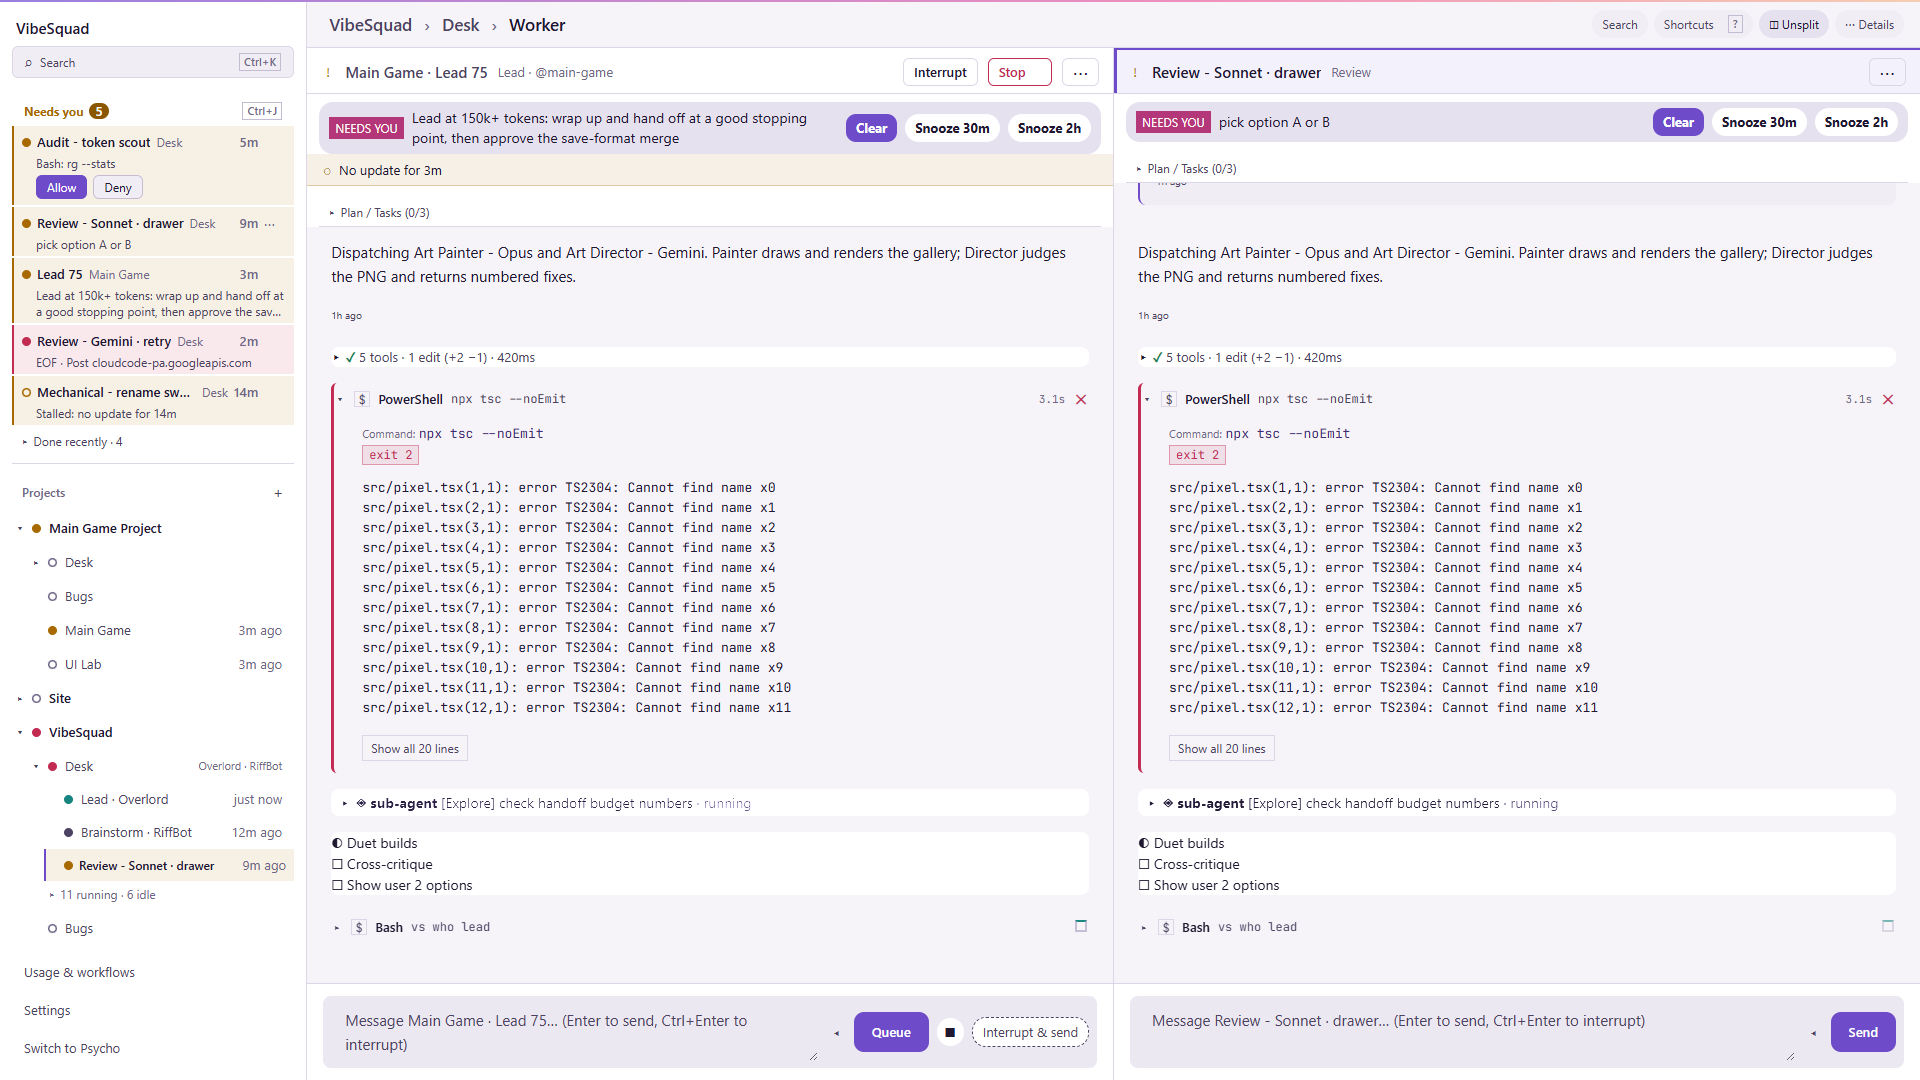 VibeSquad
Search Ctrl+K
Needs you 5 Ctrl+J
Audit - token scout Desk 5m
Bash: rg --stats
Allow Deny
Review - Sonnet · drawer Desk 9m ···
pick option A or B
Lead 75 Main Game 3m
Lead at 150k+ tokens: wrap up and hand off at
a good stopping point, then approve the sav...
Review - Gemini · retry Desk 2m
EOF · Post cloudcode-pa.googleapis.com
Mechanical - rename sw... Desk 14m
Stalled: no update for 14m
Done recently · 4
Projects +
Main Game Project
Desk
Bugs
Main Game 3m ago
UI Lab 3m ago
Site
VibeSquad
Desk Overlord · RiffBot
Lead · Overlord just now
Brainstorm · RiffBot 12m ago
Review - Sonnet · drawer 9m ago
11 running · 6 idle
Bugs
Usage & workflows
Settings
Switch to Psycho
VibeSquad › Desk › Worker
Search Shortcuts ? Unsplit ··· Details
! Main Game · Lead 75 Lead · @main-game Interrupt Stop ...
NEEDS YOU Lead at 150k+ tokens: wrap up and hand off at a good stopping
point, then approve the save-format merge
Clear Snooze 30m Snooze 2h
No update for 3m
Plan / Tasks (0/3)
Dispatching Art Painter - Opus and Art Director - Gemini. Painter draws and renders the gallery; Director judges
the PNG and returns numbered fixes.
1h ago
✓ 5 tools · 1 edit (+2 −1) · 420ms
$ PowerShell npx tsc --noEmit 3.1s ✕
Command: npx tsc --noEmit
exit 2
src/pixel.tsx(1,1): error TS2304: Cannot find name x0
src/pixel.tsx(2,1): error TS2304: Cannot find name x1
src/pixel.tsx(3,1): error TS2304: Cannot find name x2
src/pixel.tsx(4,1): error TS2304: Cannot find name x3
src/pixel.tsx(5,1): error TS2304: Cannot find name x4
src/pixel.tsx(6,1): error TS2304: Cannot find name x5
src/pixel.tsx(7,1): error TS2304: Cannot find name x6
src/pixel.tsx(8,1): error TS2304: Cannot find name x7
src/pixel.tsx(9,1): error TS2304: Cannot find name x8
src/pixel.tsx(10,1): error TS2304: Cannot find name x9
src/pixel.tsx(11,1): error TS2304: Cannot find name x10
src/pixel.tsx(12,1): error TS2304: Cannot find name x11
Show all 20 lines
sub-agent [Explore] check handoff budget numbers · running
◐ Duet builds
☐ Cross-critique
☐ Show user 2 options
$ Bash vs who lead
Message Main Game · Lead 75... (Enter to send, Ctrl+Enter to
interrupt)
Queue Interrupt & send
! Review - Sonnet · drawer Review ...
NEEDS YOU pick option A or B Clear Snooze 30m Snooze 2h
Plan / Tasks (0/3)
1h ago
Dispatching Art Painter - Opus and Art Director - Gemini. Painter draws and renders the gallery; Director judges
the PNG and returns numbered fixes.
1h ago
✓ 5 tools · 1 edit (+2 −1) · 420ms
$ PowerShell npx tsc --noEmit 3.1s ✕
Command: npx tsc --noEmit
exit 2
src/pixel.tsx(1,1): error TS2304: Cannot find name x0
src/pixel.tsx(2,1): error TS2304: Cannot find name x1
src/pixel.tsx(3,1): error TS2304: Cannot find name x2
src/pixel.tsx(4,1): error TS2304: Cannot find name x3
src/pixel.tsx(5,1): error TS2304: Cannot find name x4
src/pixel.tsx(6,1): error TS2304: Cannot find name x5
src/pixel.tsx(7,1): error TS2304: Cannot find name x6
src/pixel.tsx(8,1): error TS2304: Cannot find name x7
src/pixel.tsx(9,1): error TS2304: Cannot find name x8
src/pixel.tsx(10,1): error TS2304: Cannot find name x9
src/pixel.tsx(11,1): error TS2304: Cannot find name x10
src/pixel.tsx(12,1): error TS2304: Cannot find name x11
Show all 20 lines
sub-agent [Explore] check handoff budget numbers · running
◐ Duet builds
☐ Cross-critique
☐ Show user 2 options
$ Bash vs who lead
Message Review - Sonnet · drawer... (Enter to send, Ctrl+Enter to interrupt)
Send